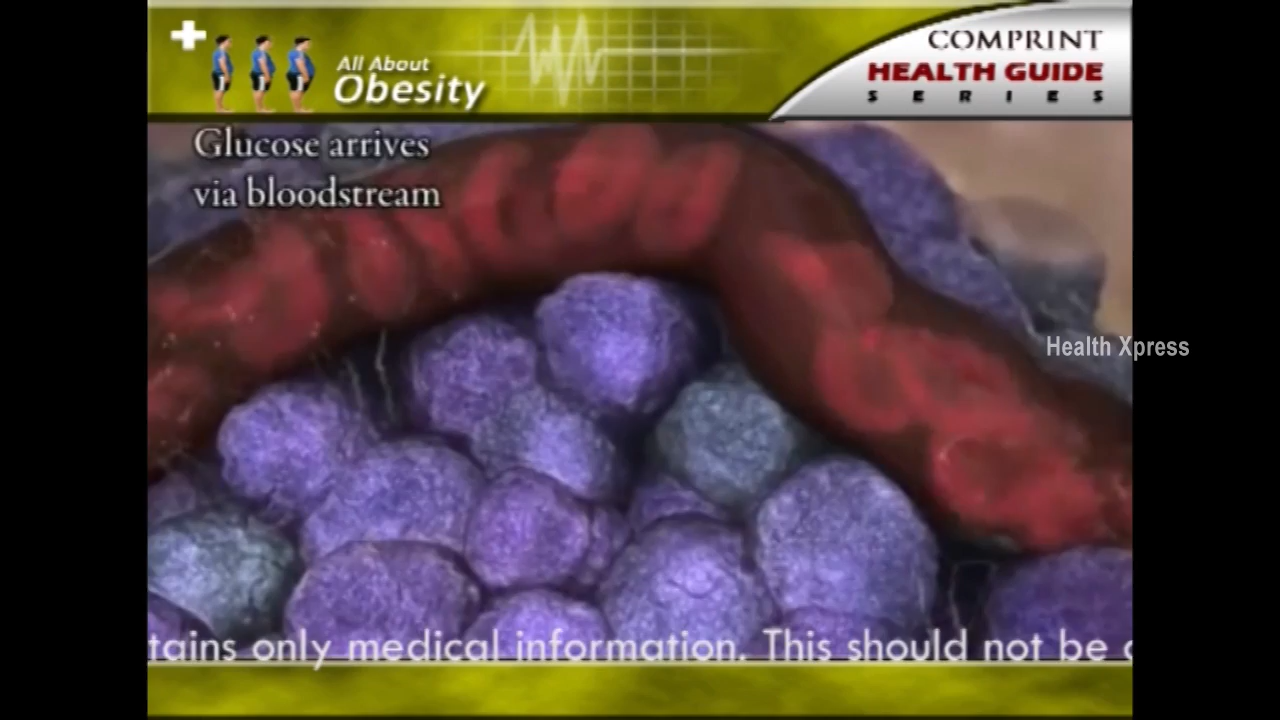 All About
Obesity
COMPRINT
HEALTH GUIDE
SERIES
Glucose arrives
via bloodstream
Health Xpress
tains only medical information. This should not be